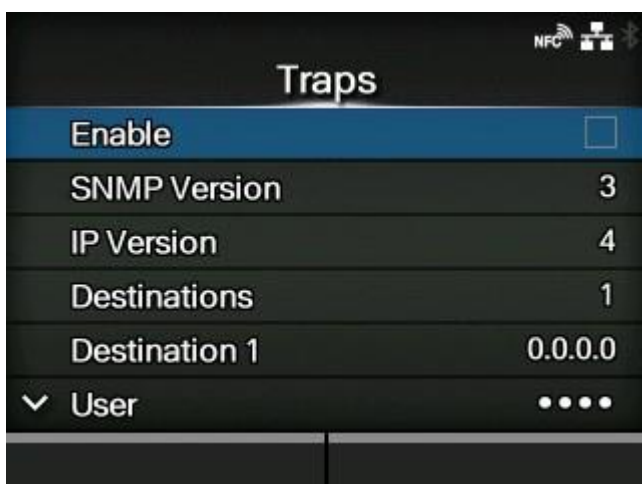 NFC
Traps
Enable
SNMP Version 3
IP Version 4
Destinations 1
Destination 1 0.0.0.0
User ••••